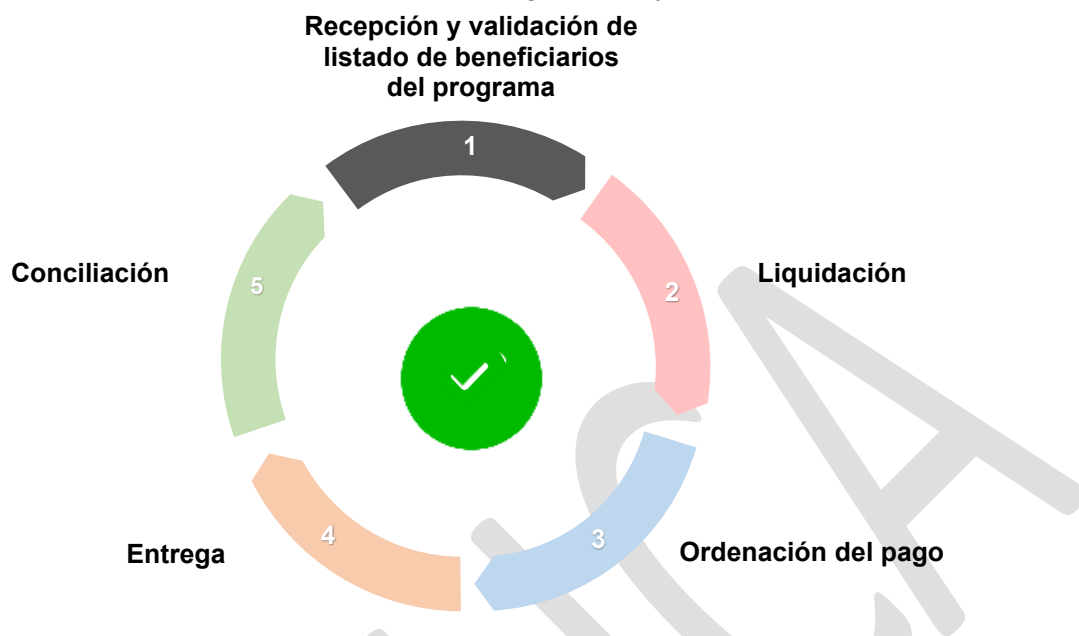 Recepción y validación de
listado de beneficiarios
del programa
1
Conciliación
5
2
Liquidación
Entrega
4
3
Ordenación del pago